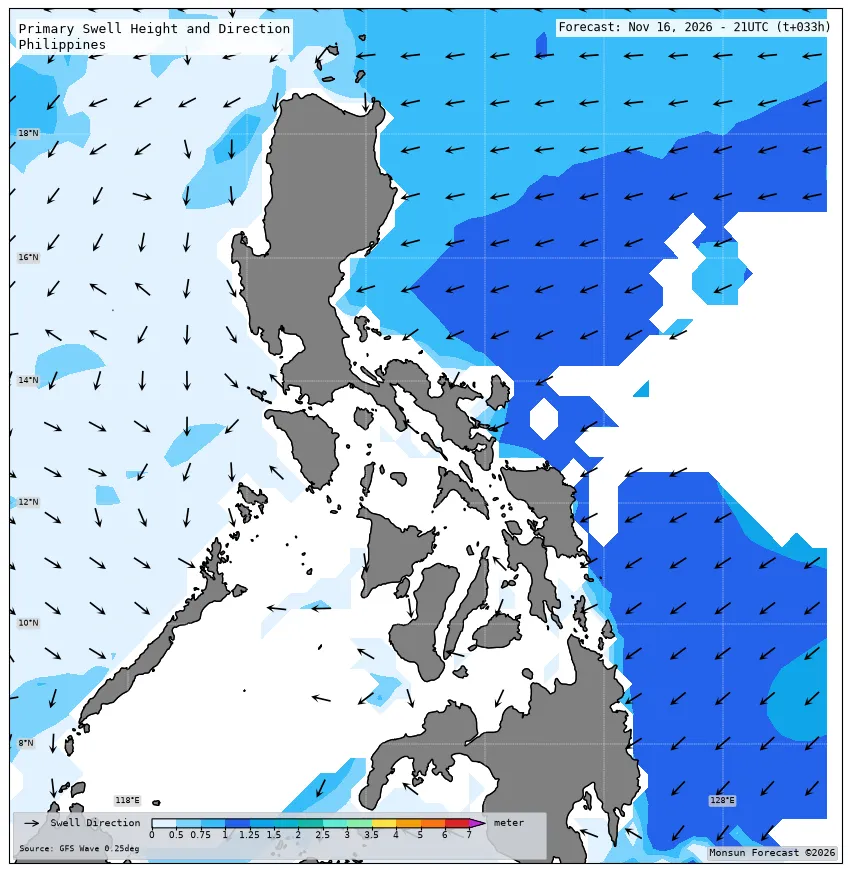 Primary Swell Height and Direction
Philippines
Forecast: Nov 16, 2026 - 21UTC (t+033h)
18°N
16°N
14°N
12°N
10°N
8°N
118°E
128°E
Swell Direction
meter
0 0.5 0.75 1 1.25 1.5 2 2.5 3 3.5 4 5 6 7
Source: GFS Wave 0.25deg
Monsun Forecast ©2026